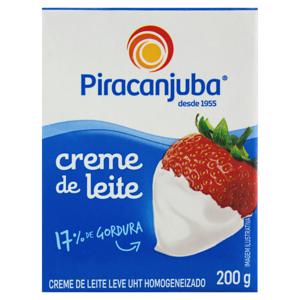 Piracanjuba®
desde 1955
creme
de leite
17% DE GORDURA
IMAGEM ILUSTRATIVA
CREME DE LEITE LEVE UHT HOMOGENEIZADO
200 g